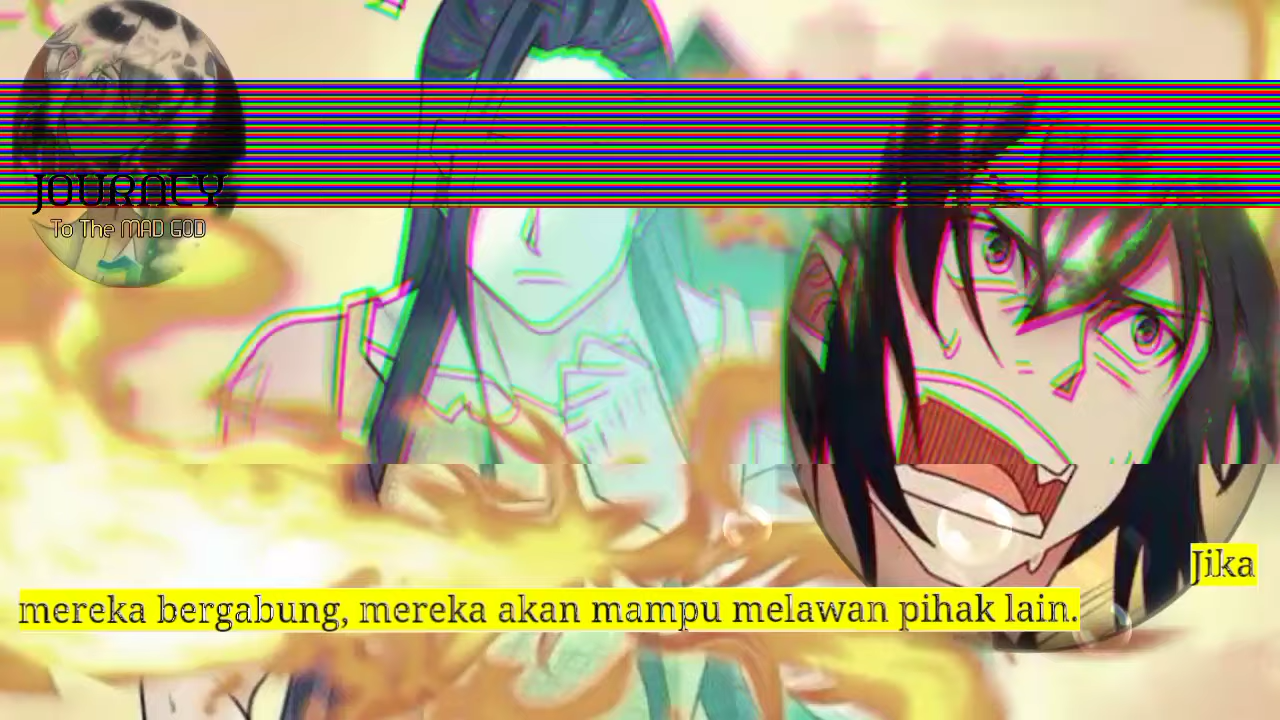 JOURNEY
To The MAD GOD
Jika
mereka bergabung, mereka akan mampu melawan pihak lain.